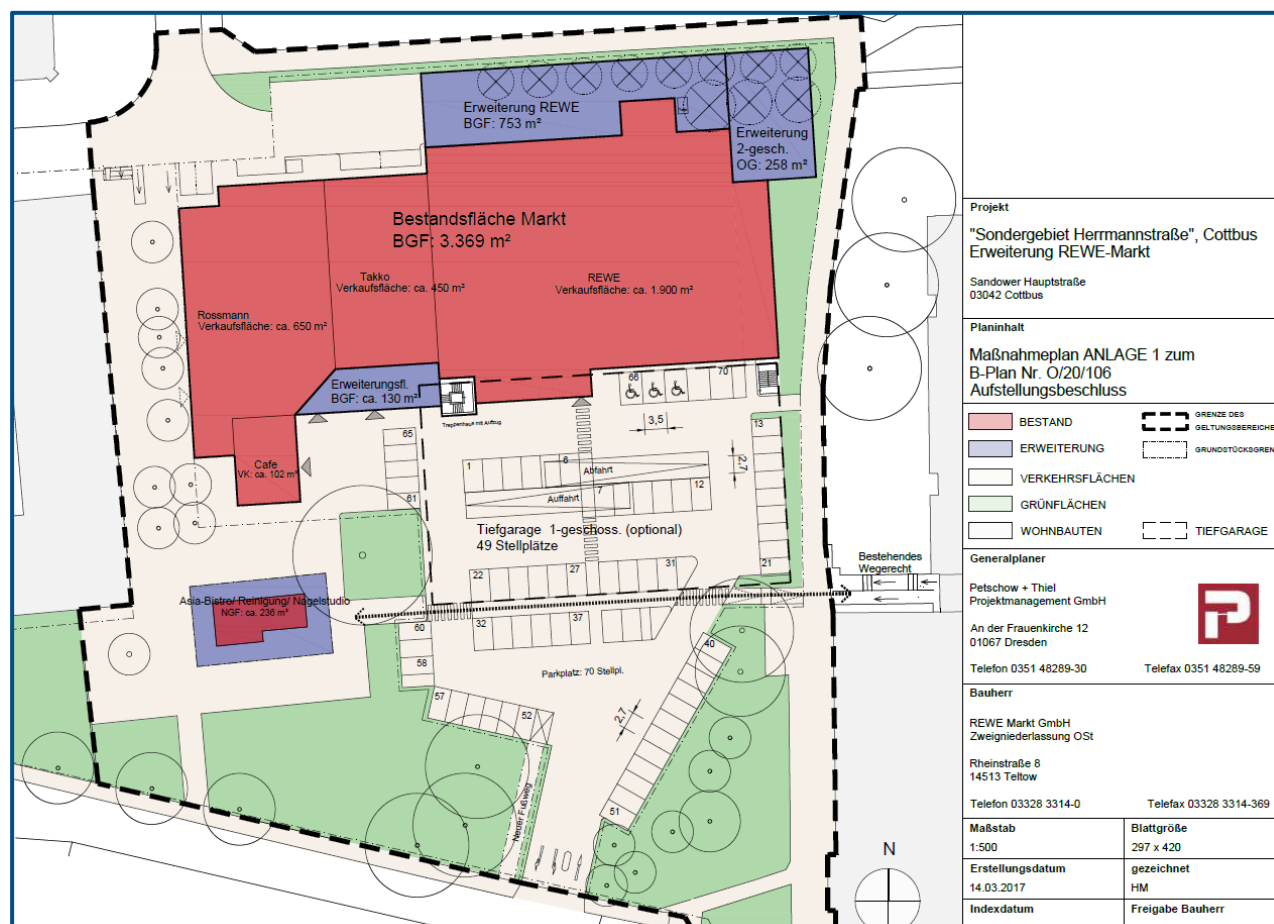 Erweiterung REWE
BGF: 753 m²
Erweiterung
2-gesch.
OG: 258 m²
Bestandsfläche Markt
BGF: 3.369 m²
Takko
Verkaufsfläche: ca. 450 m²
REWE
Verkaufsfläche: ca. 1.900 m²
Rossmann
Verkaufsfläche: ca. 650 m²
Erweiterungsfl.
BGF: ca. 130 m²
Treppenhaus mit Aufzug
66
70
3,5
13
2,7
65
61
1
6
Abfahrt
7
12
Auffahrt
Cafe
VK: ca. 102 m²
Tiefgarage 1-geschoss. (optional)
49 Stellplätze
22
27
31
21
Bestehendes
Wegerecht
Asia-Bistro/ Reinigung/ Nagelstudio
NGF: ca. 236 m²
60
58
32
37
40
Parkplatz: 70 Stellpl.
57
52
2,7
51
Neuer Fußweg
N
Projekt
"Sondergebiet Herrmannstraße", Cottbus
Erweiterung REWE-Markt
Sandower Hauptstraße
03042 Cottbus
Planinhalt
Maßnahmeplan ANLAGE 1 zum
B-Plan Nr. O/20/106
Aufstellungsbeschluss
BESTAND
GRENZE DES
GELTUNGSBEREICHE
ERWEITERUNG
GRUNDSTÜCKSGREN
VERKEHRSFLÄCHEN
GRÜNFLÄCHEN
WOHNBAUTEN
TIEFGARAGE
Generalplaner
Petschow + Thiel
Projektmanagement GmbH
An der Frauenkirche 12
01067 Dresden
Telefon 0351 48289-30
Telefax 0351 48289-59
Bauherr
REWE Markt GmbH
Zweigniederlassung OSt
Rheinstraße 8
14513 Teltow
Telefon 03328 3314-0
Telefax 03328 3314-369
Maßstab
Blattgröße
1:500
297 x 420
Erstellungsdatum
gezeichnet
14.03.2017
HM
Indexdatum
Freigabe Bauherr